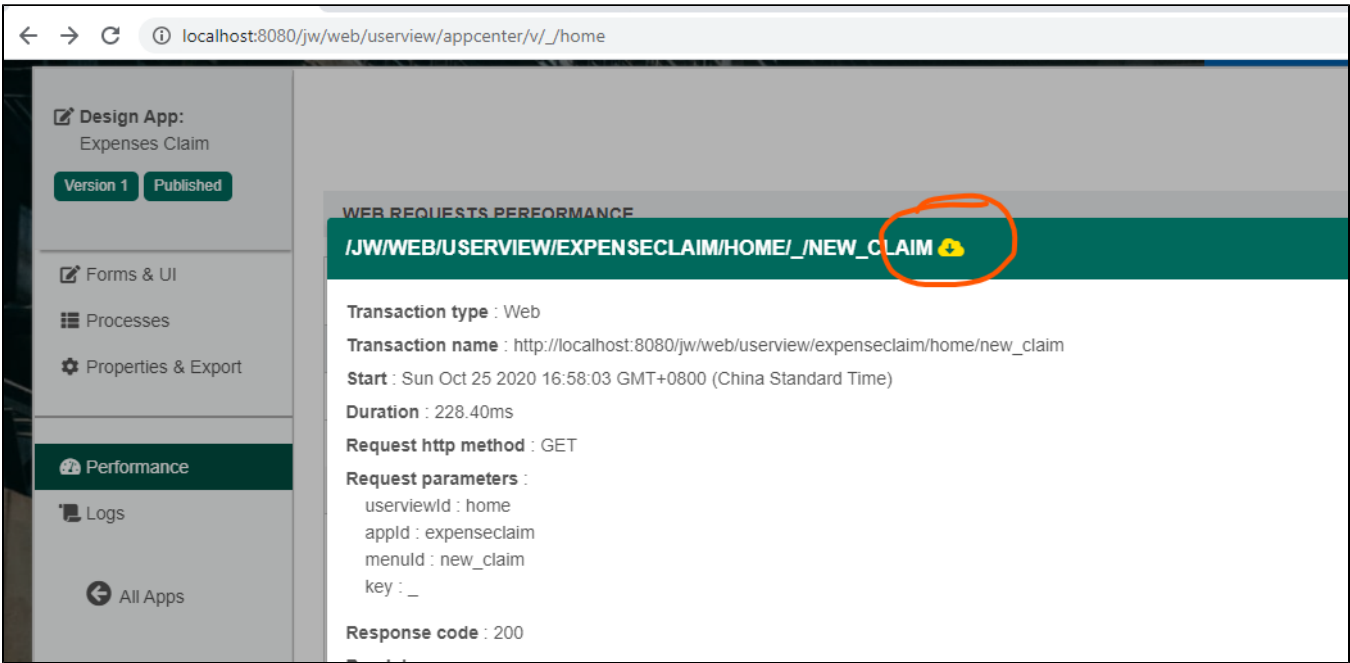 localhost:8080/jw/web/userview/appcenter/v/_/home
Design App:
Expenses Claim
Version 1 Published
Forms & UI
Processes
Properties & Export
Performance
Logs
All Apps
WEB REQUESTS PERFORMANCE
/JW/WEB/USERVIEW/EXPENSECLAIM/HOME/_/NEW_CLAIM
Transaction type : Web
Transaction name : http://localhost:8080/jw/web/userview/expenseclaim/home/new_claim
Start : Sun Oct 25 2020 16:58:03 GMT+0800 (China Standard Time)
Duration : 228.40ms
Request http method : GET
Request parameters :
userviewId : home
appId : expenseclaim
menuId : new_claim
key : _
Response code : 200